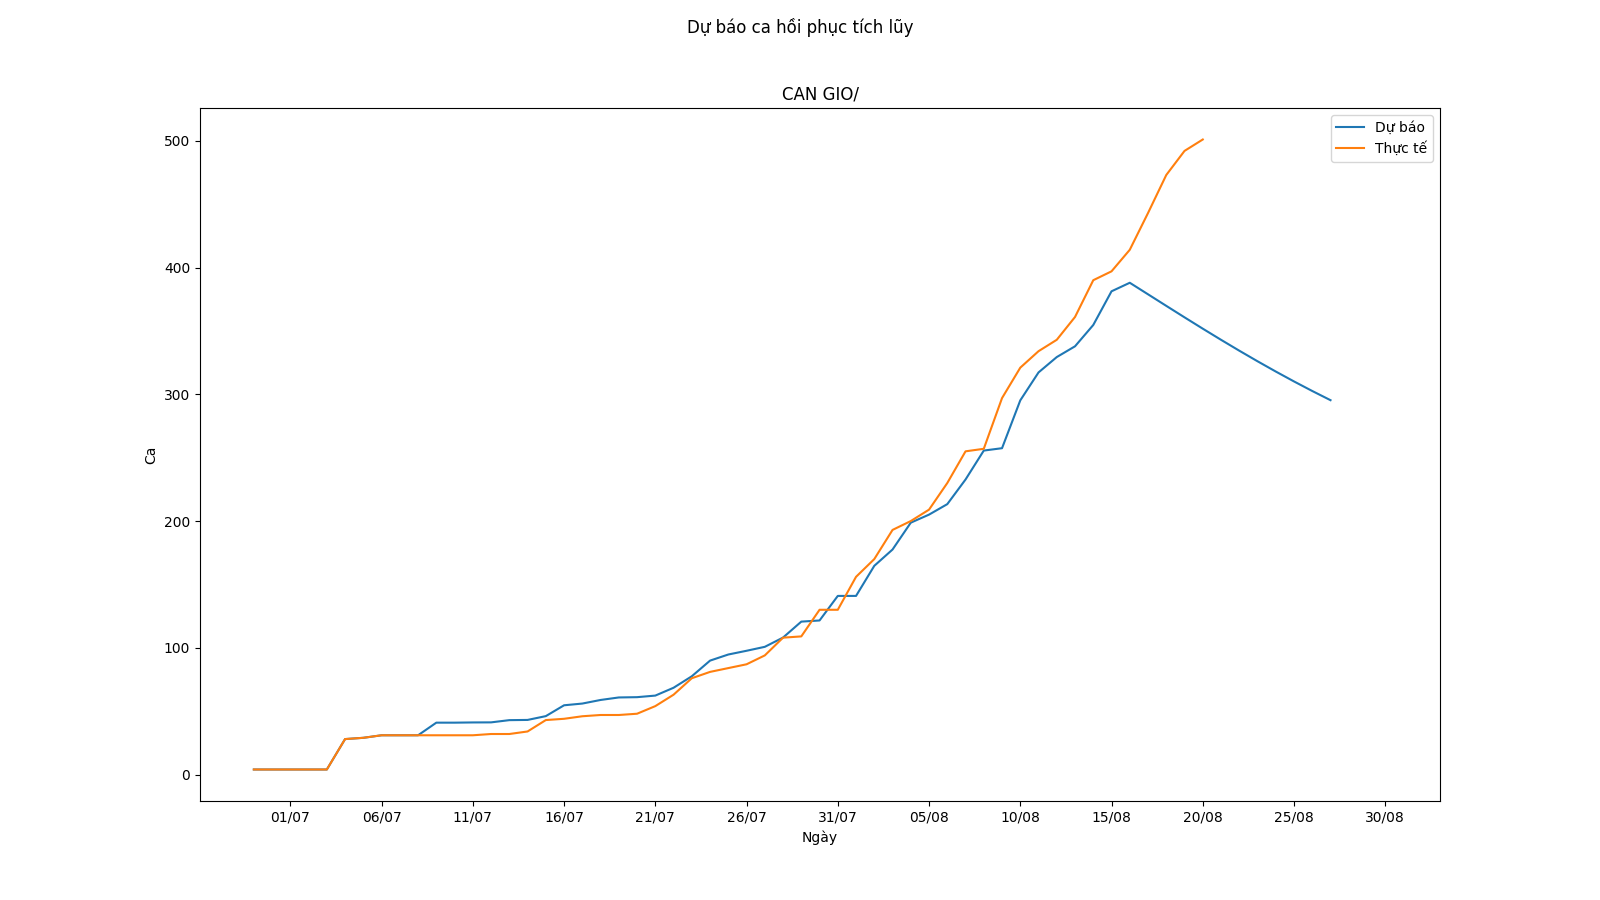 Dự báo ca hồi phục tích lũy
CAN GIO/
Dự báo
Thực tế
500
400
300
200
100
0
Ca
01/07 06/07 11/07 16/07 21/07 26/07 31/07 05/08 10/08 15/08 20/08 25/08 30/08
Ngày